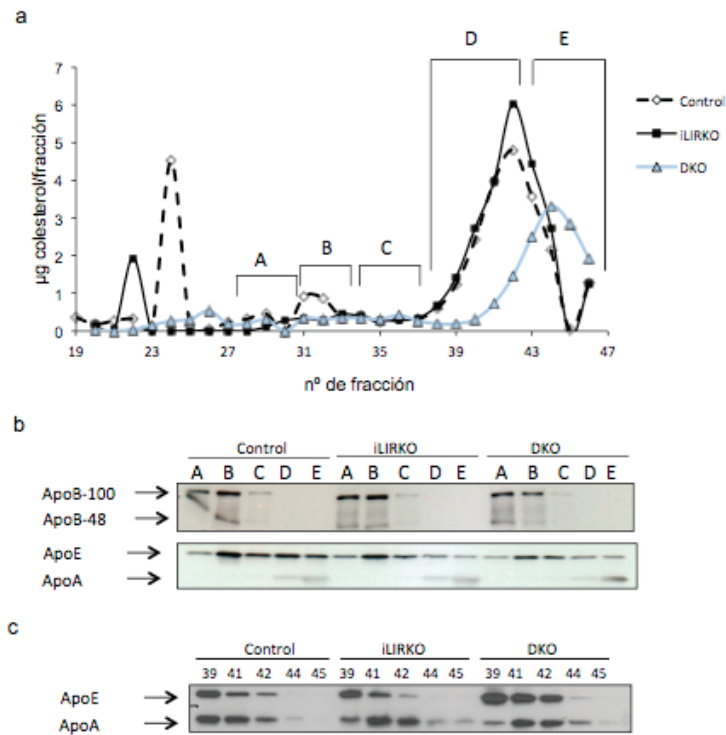 a
D E
7
6
5
4
3
2
1
0
µg colesterol/fracción
A B C
19 23 27 31 35 39 43 47
nº de fracción
Control
iLIRKO
DKO
b
Control iLIRKO DKO
A B C D E A B C D E A B C D E
ApoB-100
ApoB-48
ApoE
ApoA
c
Control iLIRKO DKO
39 41 42 44 45 39 41 42 44 45 39 41 42 44 45
ApoE
ApoA